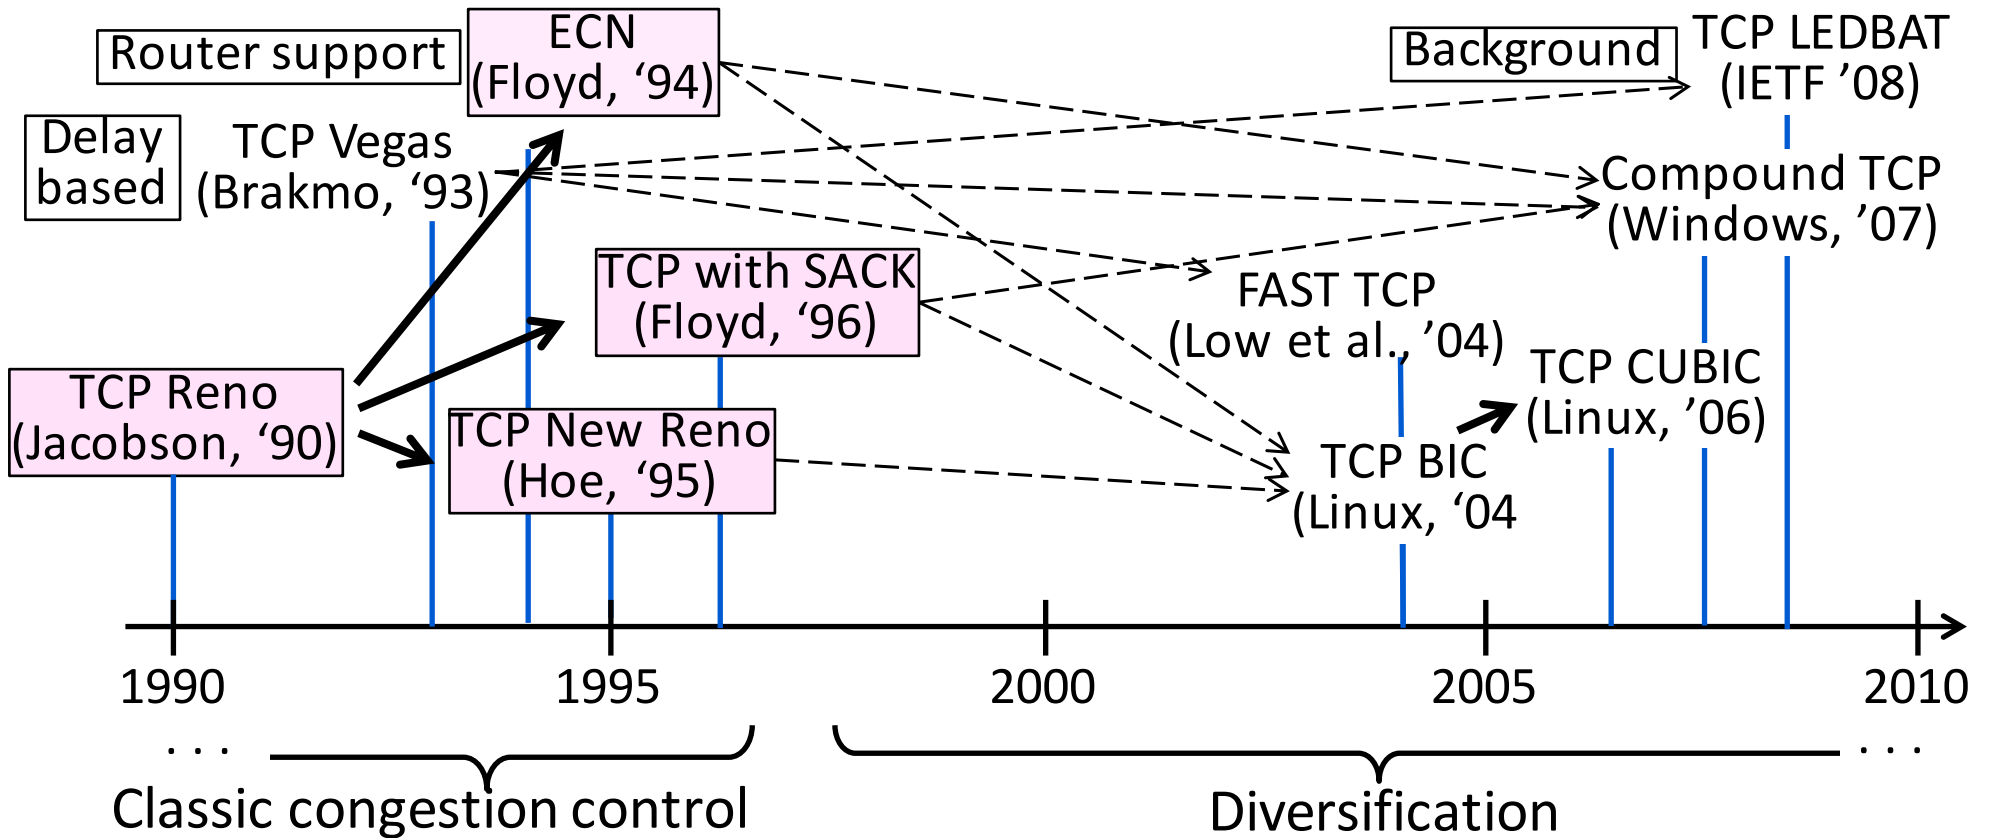 Router support
ECN
(Floyd, ‘94)
Background
TCP LEDBAT
(IETF ’08)
Delay
based
TCP Vegas
(Brakmo, ‘93)
Compound TCP
(Windows, ’07)
TCP with SACK
(Floyd, ‘96)
FAST TCP
(Low et al., ’04)
TCP Reno
(Jacobson, ‘90)
TCP New Reno
(Hoe, ‘95)
TCP CUBIC
(Linux, ’06)
TCP BIC
(Linux, ‘04
1990 1995 2000 2005 2010
. . . . . .
Classic congestion control
Diversification